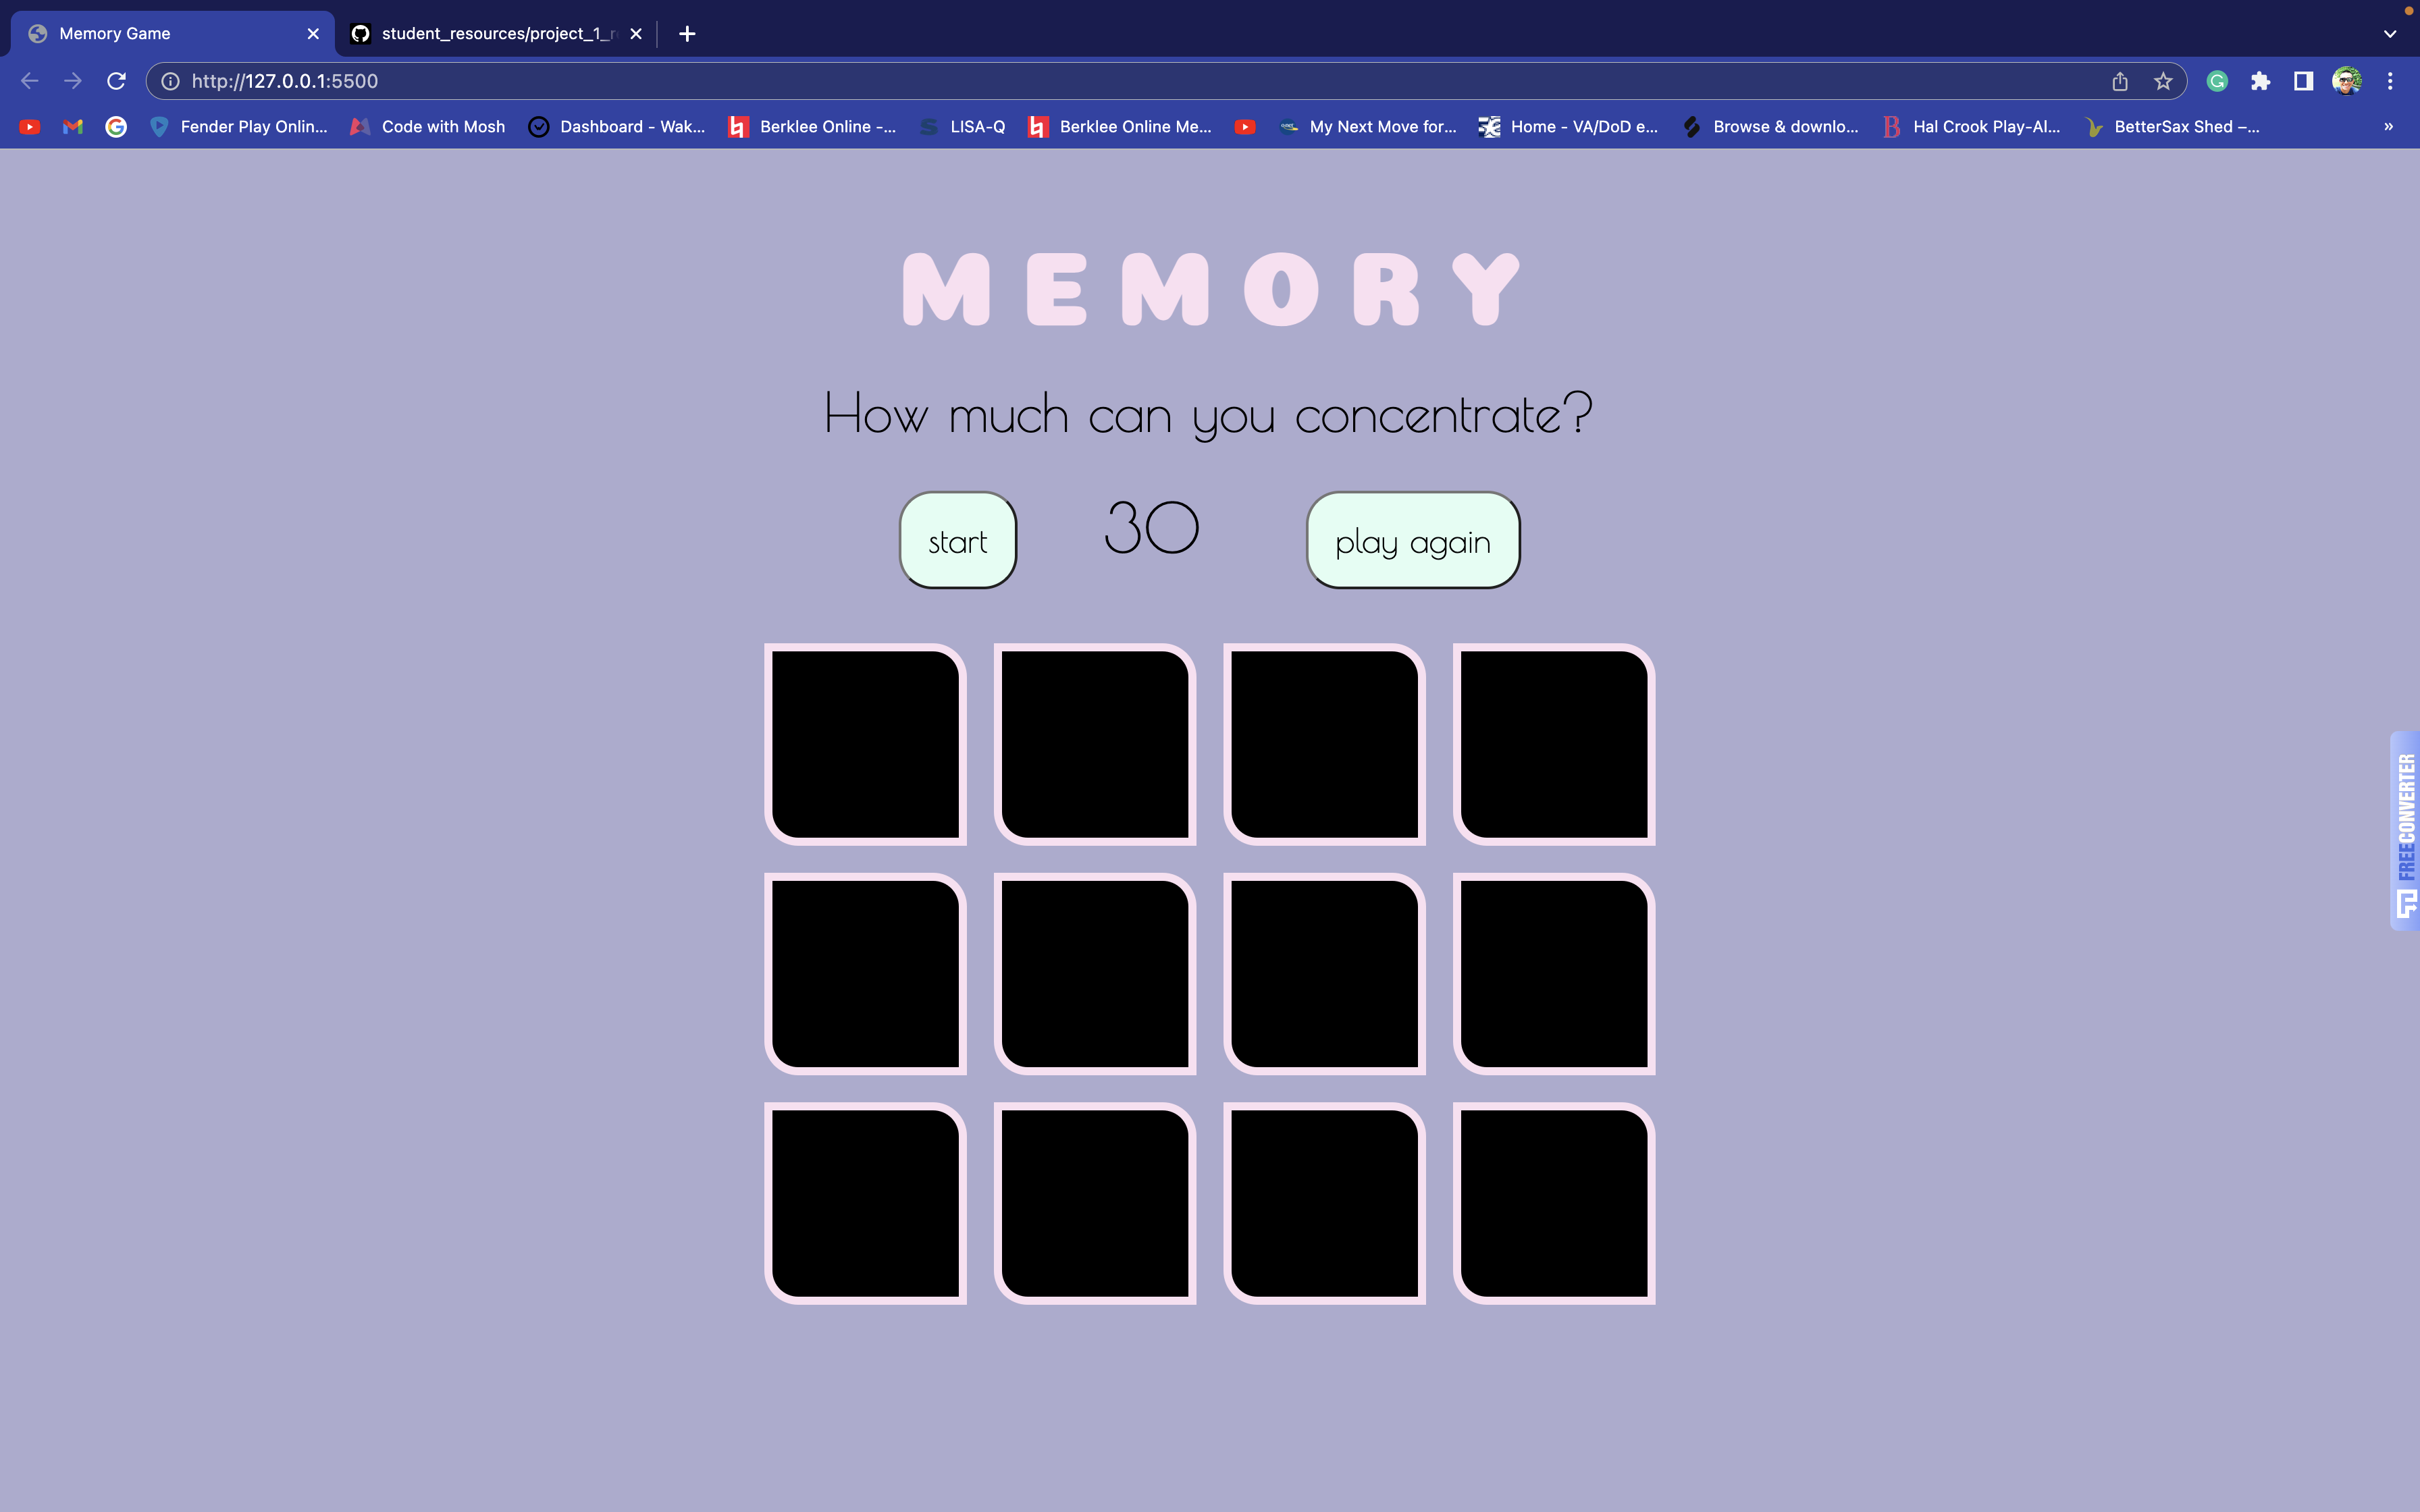 Memory Game
student_resources/project_1_r
http://127.0.0.1:5500
Fender Play Onlin...
Code with Mosh
Dashboard - Wak...
Berklee Online -...
LISA-Q
Berklee Online Me...
My Next Move for...
Home - VA/DoD e...
Browse & downlo...
Hal Crook Play-Al...
BetterSax Shed –...
»
MEMORY
How much can you concentrate?
start
30
play again
FREECONVERTER